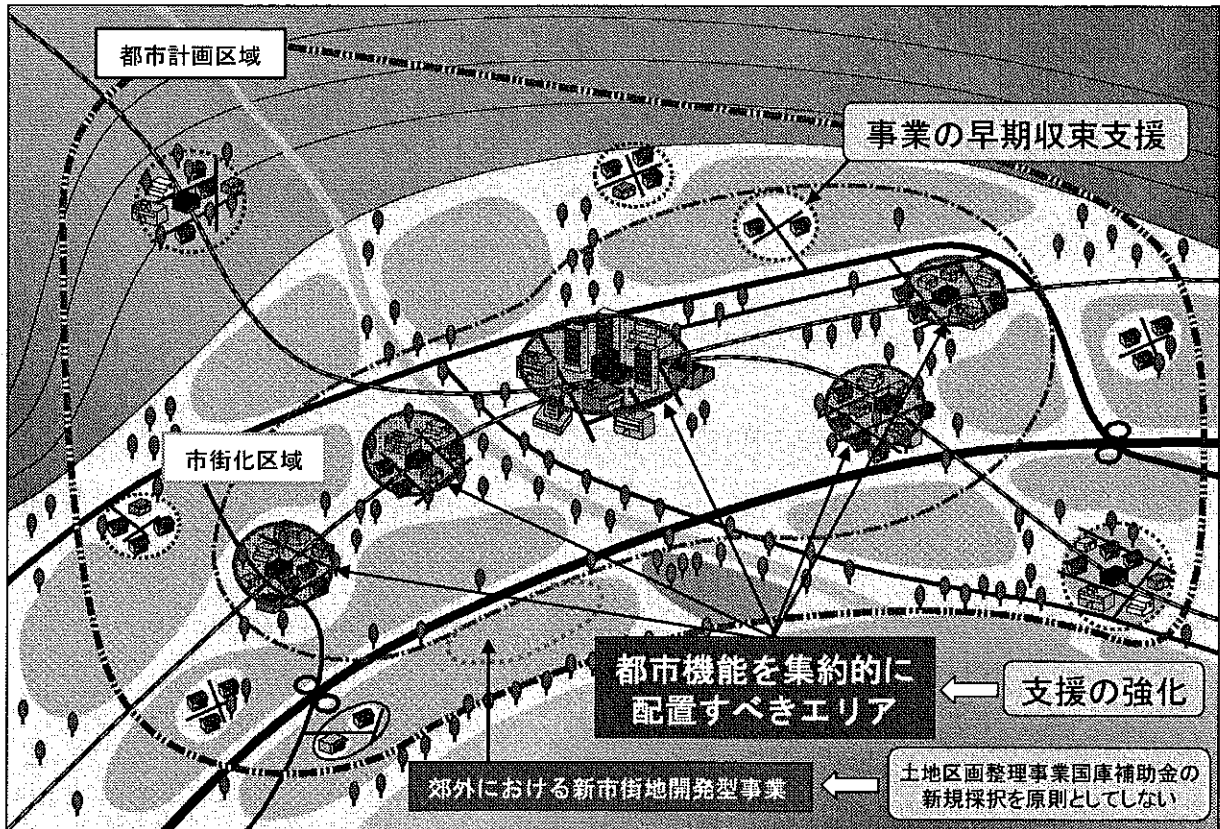 都市計画区域
事業の早期収束支援
市街化区域
都市機能を集約的に
配置すべきエリア
支援の強化
郊外における新市街地開発型事業
土地区画整理事業国庫補助金の
新規採択を原則としてしない